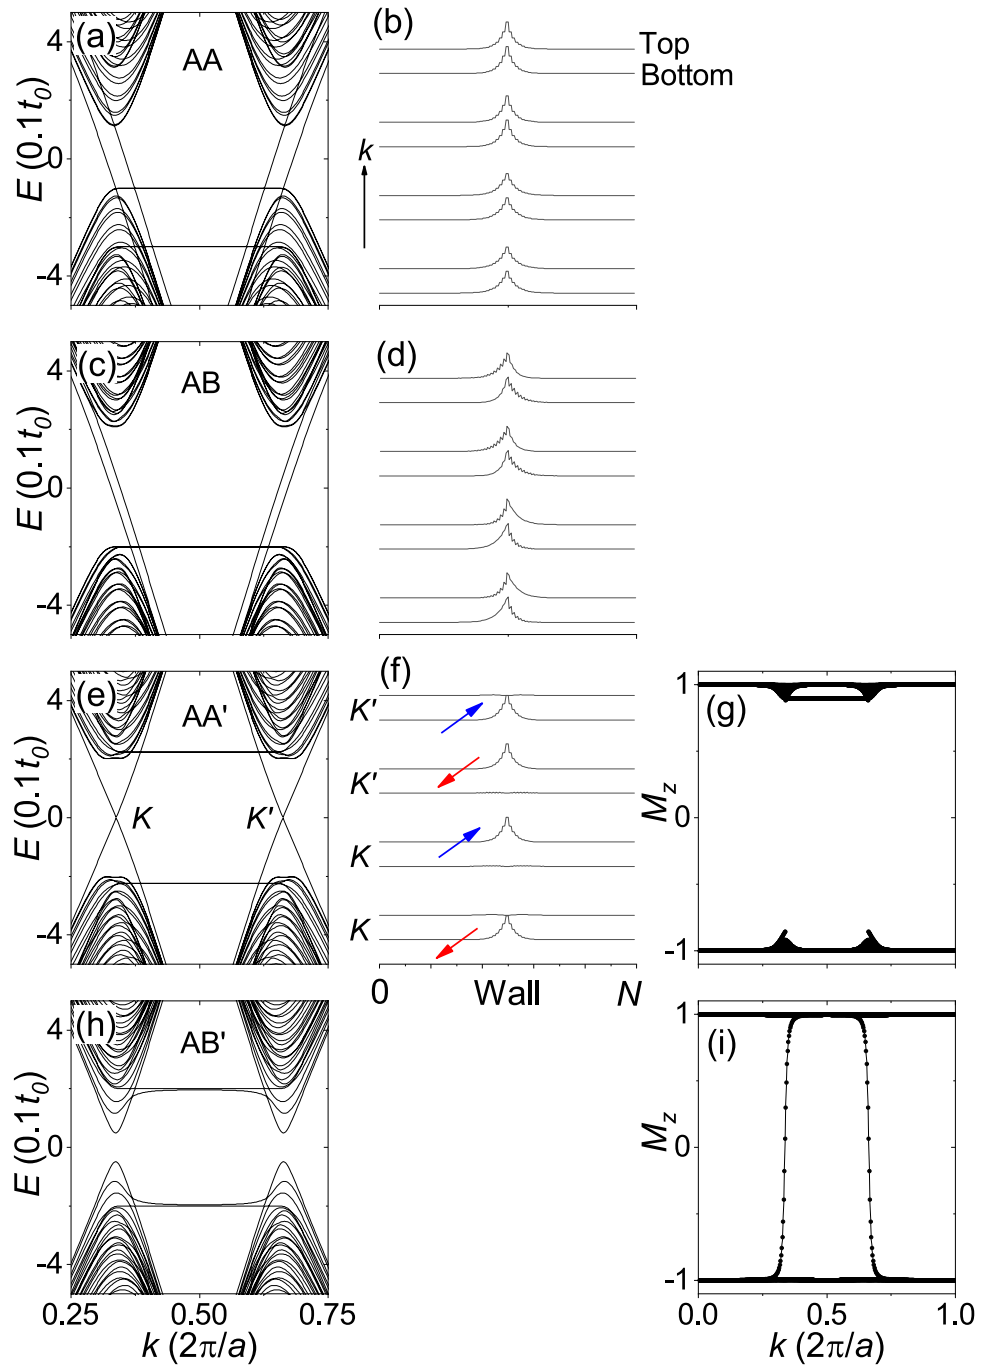 (a)
AA
4
0
-4
E (0.1t0)
(b)
Top
Bottom
k
(c)
AB
4
0
-4
E (0.1t0)
(d)
(e)
AA'
4
0
-4
E (0.1t0)
K
K'
(f)
K'
K'
K
K
0
Wall
N
(g)
1
0
-1
Mz
(h)
AB'
4
0
-4
E (0.1t0)
0.25
0.50
0.75
k (2π/a)
(i)
1
0
-1
Mz
0.0
0.5
1.0
k (2π/a)